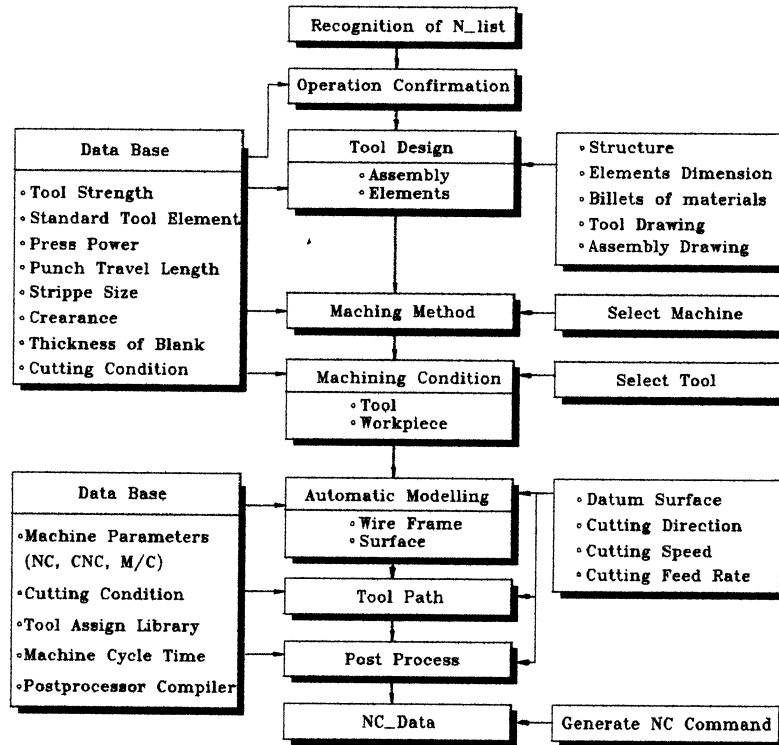 Recognition of N_list
Operation Confirmation
Data Base
◦ Tool Strength
◦ Standard Tool Element
◦ Press Power
◦ Punch Travel Length
◦ Strippe Size
◦ Crearance
◦ Thickness of Blank
◦ Cutting Condition
Tool Design
◦ Assembly
◦ Elements
◦ Structure
◦ Elements Dimension
◦ Billets of materials
◦ Tool Drawing
◦ Assembly Drawing
Maching Method
Select Machine
Machining Condition
◦ Tool
◦ Workpiece
Select Tool
Data Base
◦ Machine Parameters
(NC, CNC, M/C)
◦ Cutting Condition
◦ Tool Assign Library
◦ Machine Cycle Time
◦ Postprocessor Compiler
Automatic Modelling
◦ Wire Frame
◦ Surface
◦ Datum Surface
◦ Cutting Direction
◦ Cutting Speed
◦ Cutting Feed Rate
Tool Path
Post Process
NC_Data
Generate NC Command